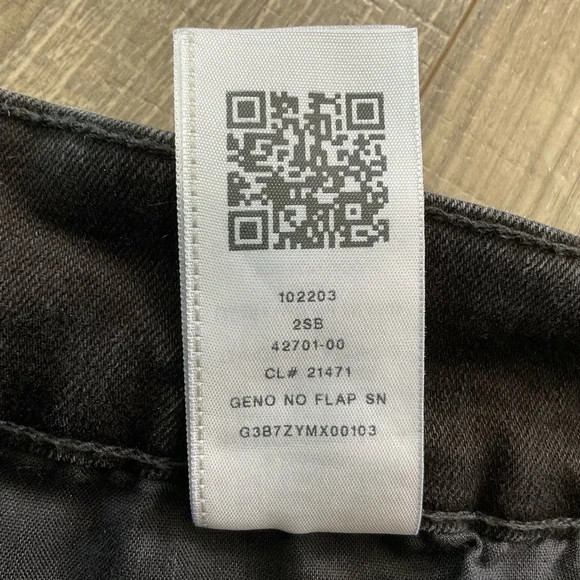 102203
2SB
42701-00
CL# 21471
GENO NO FLAP SN
G3B7ZYMX00103